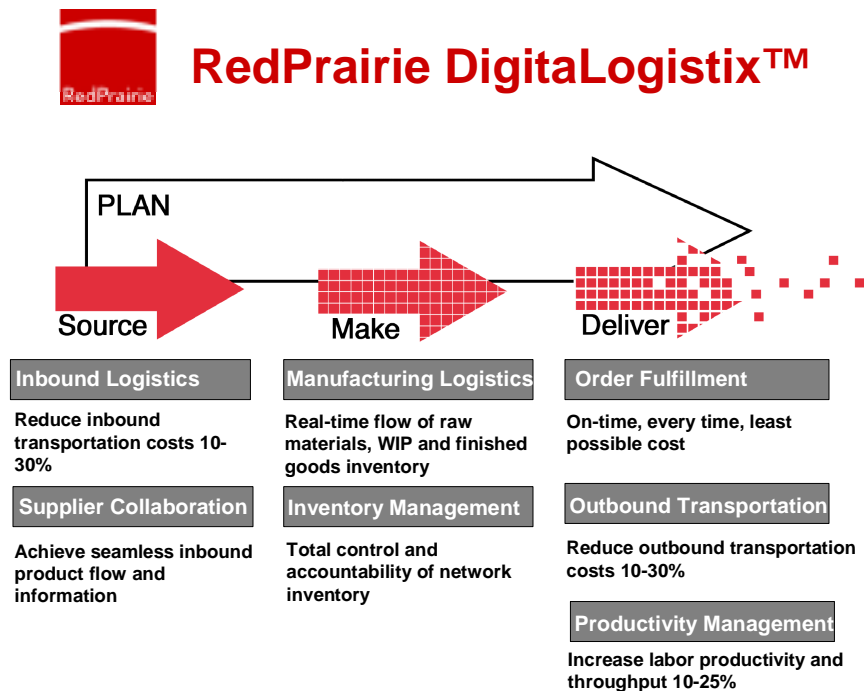 RedPrairie
RedPrairie DigitaLogistix™
PLAN
Source
Make
Deliver
Inbound Logistics
Reduce inbound
transportation costs 10-
30%
Supplier Collaboration
Achieve seamless inbound
product flow and
information
Manufacturing Logistics
Real-time flow of raw
materials, WIP and finished
goods inventory
Inventory Management
Total control and
accountability of network
inventory
Order Fulfillment
On-time, every time, least
possible cost
Outbound Transportation
Reduce outbound transportation
costs 10-30%
Productivity Management
Increase labor productivity and
throughput 10-25%